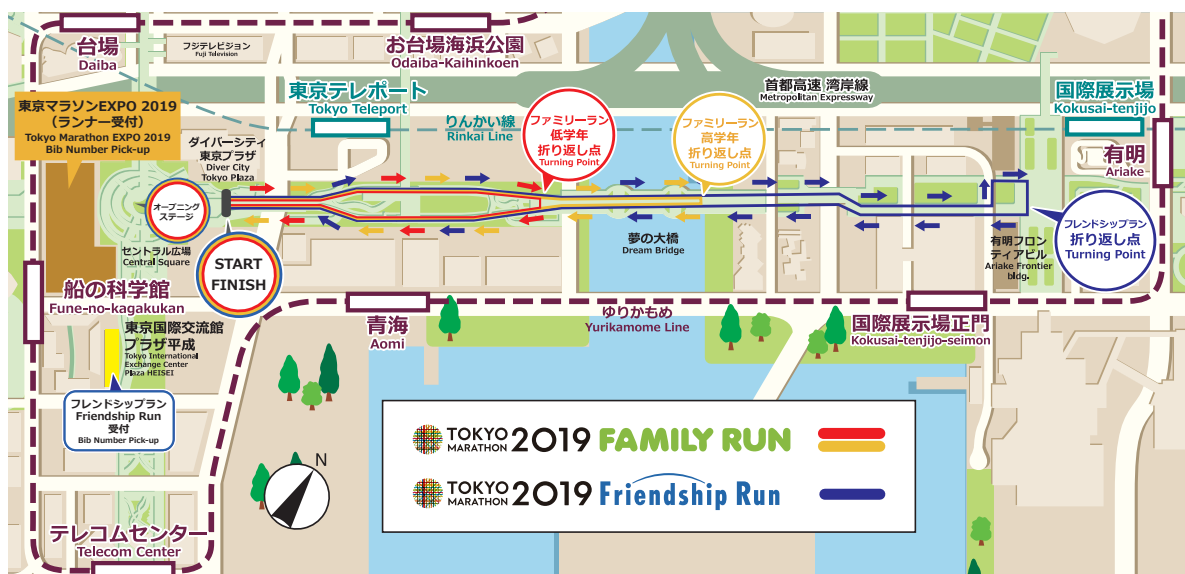 台場
Daiba
フジテレビジョン
Fuji Television
お台場海浜公園
Odaiba-Kaihinkoen
首都高速 湾岸線
Metropolitan Expressway
国際展示場
Kokusai-tenjijo
東京マラソンEXPO 2019
（ランナー受付）
Tokyo Marathon EXPO 2019
Bib Number Pick-up
東京テレポート
Tokyo Teleport
りんかい線
Rinkai Line
ファミリーラン
低学年
折り返し点
Turning Point
ファミリーラン
高学年
折り返し点
Turning Point
有明
Ariake
ダイバーシティ
東京プラザ
Diver City
Tokyo Plaza
オープニング
ステージ
セントラル広場
Central Square
START
FINISH
夢の大橋
Dream Bridge
有明フロン
ティアビル
Ariake Frontier
bldg.
フレンドシップラン
折り返し点
Turning Point
船の科学館
Fune-no-kagakukan
青海
Aomi
ゆりかもめ
Yurikamome Line
国際展示場正門
Kokusai-tenjijo-seimon
東京国際交流館
プラザ平成
Tokyo International
Exchange Center
Plaza HEISEI
フレンドシップラン
Friendship Run
受付
Bib Number Pick-up
N
TOKYO
MARATHON 2019 FAMILY RUN
TOKYO
MARATHON 2019 Friendship Run
テレコムセンター
Telecom Center